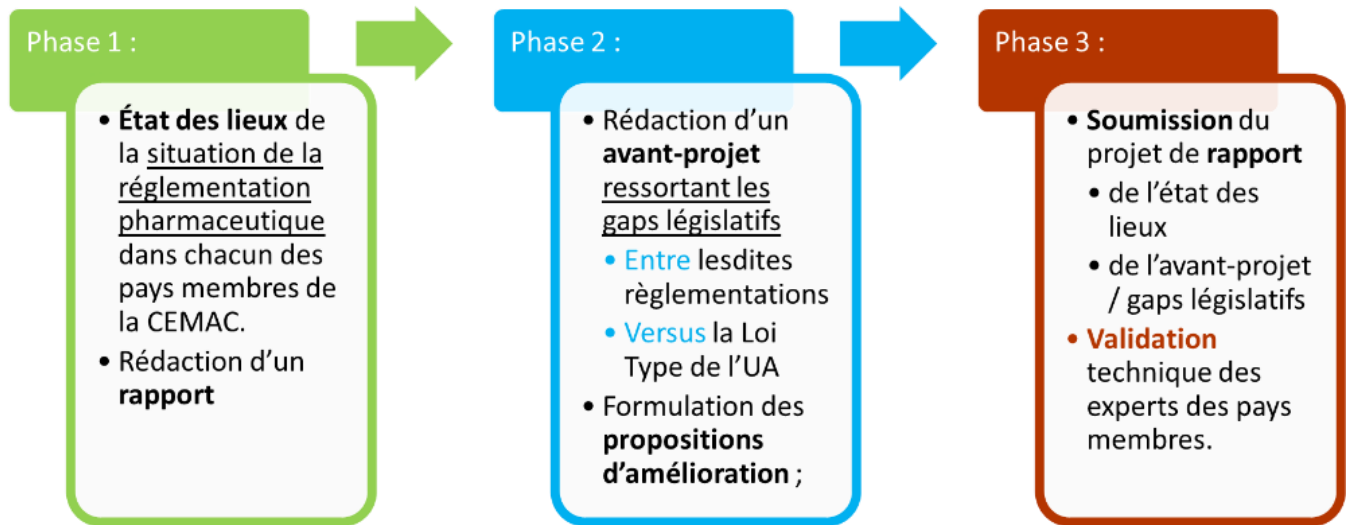 Phase 1 :
• État des lieux de
la situation de la
réglementation
pharmaceutique
dans chacun des
pays membres de
la CEMAC.
• Rédaction d’un
rapport
Phase 2 :
• Rédaction d’un
avant-projet
ressortant les
gaps législatifs
• Entre lesdites
règlementations
• Versus la Loi
Type de l’UA
• Formulation des
propositions
d’amélioration ;
Phase 3 :
• Soumission du
projet de rapport
• de l’état des
lieux
• de l’avant-projet
/ gaps législatifs
• Validation
technique des
experts des pays
membres.